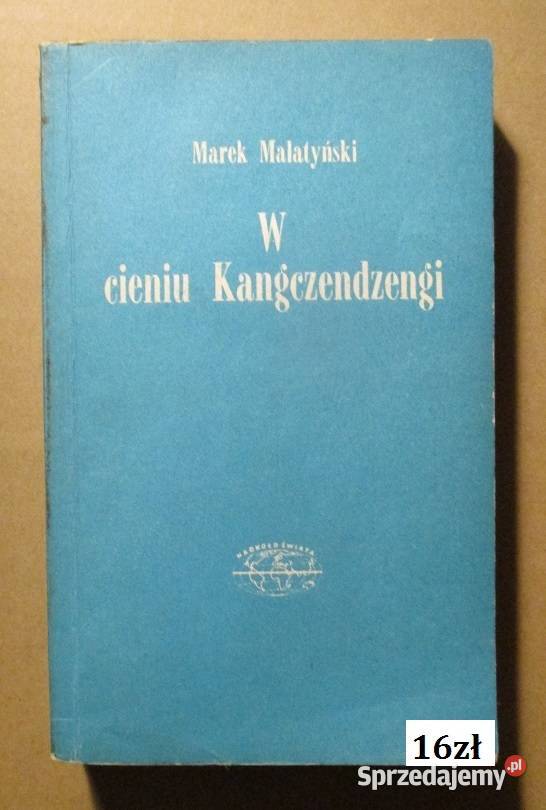 Marek Malatyński
W
cieniu Kangczendzengi
NAOKOŁO ŚWIATA
16zł
Sprzedajemy.pl